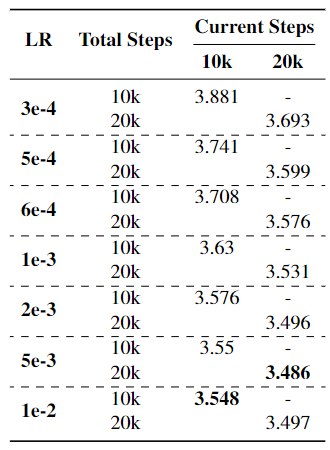 LR Total Steps Current Steps
10k 20k
3e-4 10k 3.881 -
20k 3.693
5e-4 10k 3.741 -
20k 3.599
6e-4 10k 3.708 -
20k 3.576
1e-3 10k 3.63 -
20k 3.531
2e-3 10k 3.576 -
20k 3.496
5e-3 10k 3.55 -
20k 3.486
1e-2 10k 3.548 -
20k 3.497